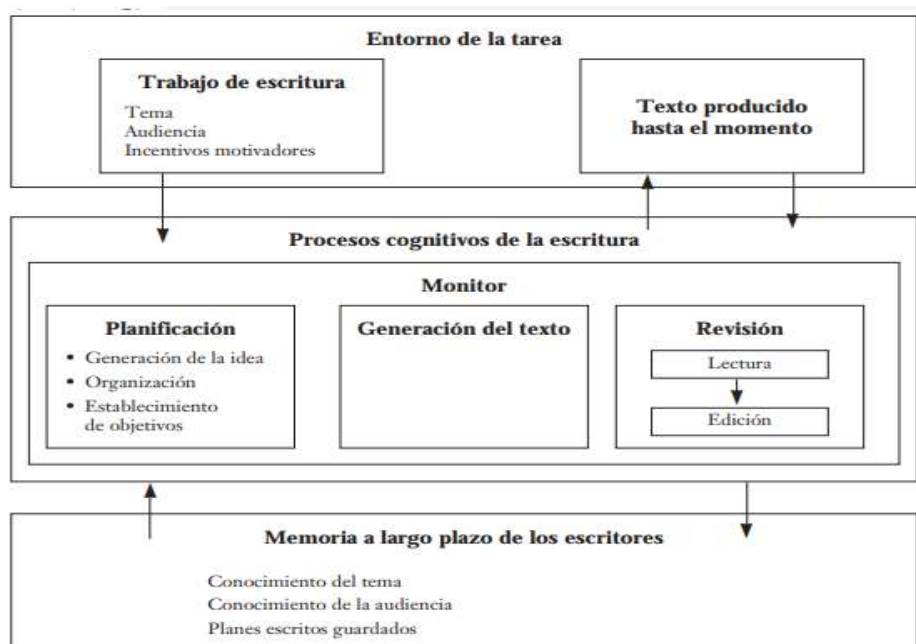 Entorno de la tarea
Trabajo de escritura
Tema
Audiencia
Incentivos motivadores
Texto producido
hasta el momento
Procesos cognitivos de la escritura
Monitor
Planificación
• Generación de la idea
• Organización
• Establecimiento
de objetivos
Generación del texto
Revisión
Lectura
Edición
Memoria a largo plazo de los escritores
Conocimiento del tema
Conocimiento de la audiencia
Planes escritos guardados